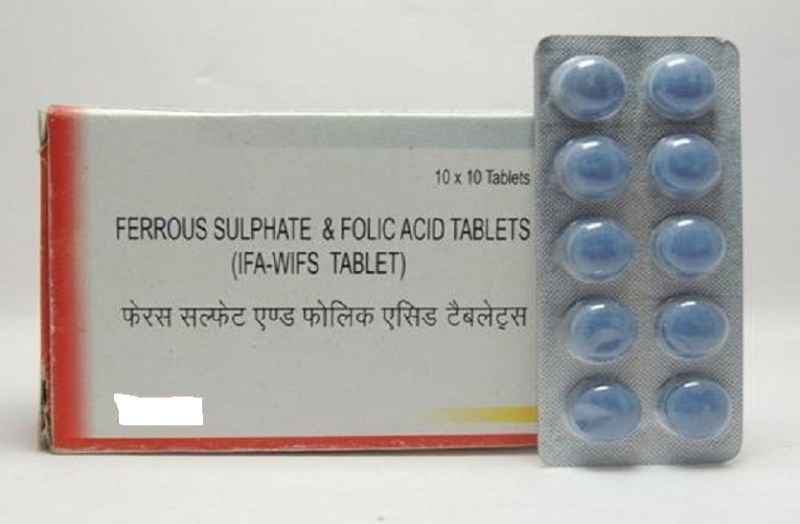 10 x 10 Tablets
FERROUS SULPHATE & FOLIC ACID TABLETS
(IFA-WIFS TABLET)
फेरस सल्फेट एण्ड फोलिक एसिड टैबलेट्स